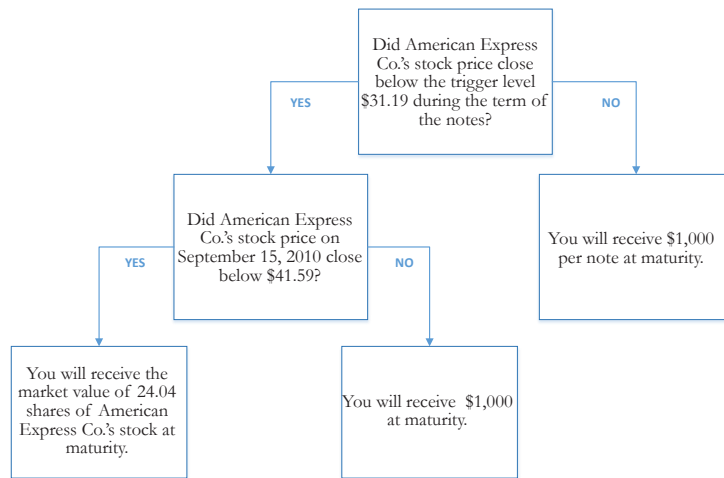 Did American Express
Co.'s stock price close
below the trigger level
$31.19 during the term of
the notes?
YES
NO
Did American Express
Co.'s stock price on
September 15, 2010 close
below $41.59?
You will receive $1,000
per note at maturity.
YES
NO
You will receive the
market value of 24.04
shares of American
Express Co.'s stock at
maturity.
You will receive $1,000
at maturity.